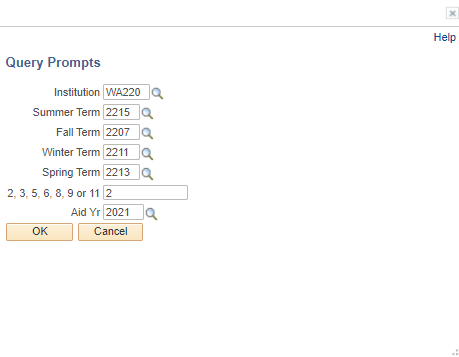 Help
Query Prompts
Institution WA220
Summer Term 2215
Fall Term 2207
Winter Term 2211
Spring Term 2213
2, 3, 5, 6, 8, 9 or 11 2
Aid Yr 2021
OK Cancel